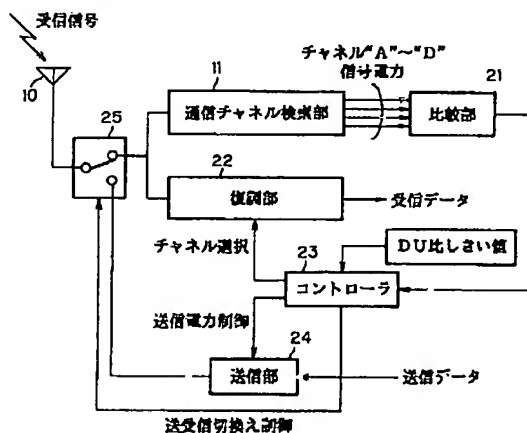 受信信号
10
25
11
通信チャネル検索部
チャネル“A”～“D”
信号電力
21
比較部
22
復調部
受信データ
チャネル選択
23
コントローラ
DU比しきい値
送信電力制御
24
送信部
送信データ
送受信切換え制御